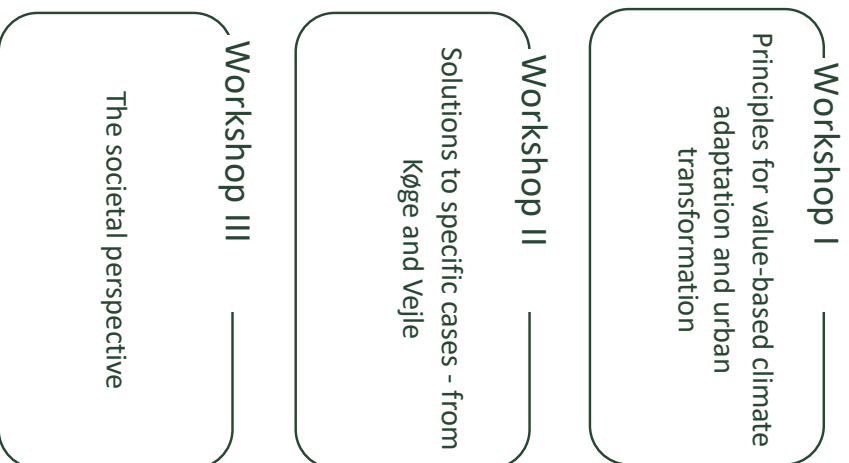 Workshop I
Principles for value-based climate
adaptation and urban
transformation
Workshop II
Solutions to specific cases - from
Køge and Vejle
Workshop III
The societal perspective